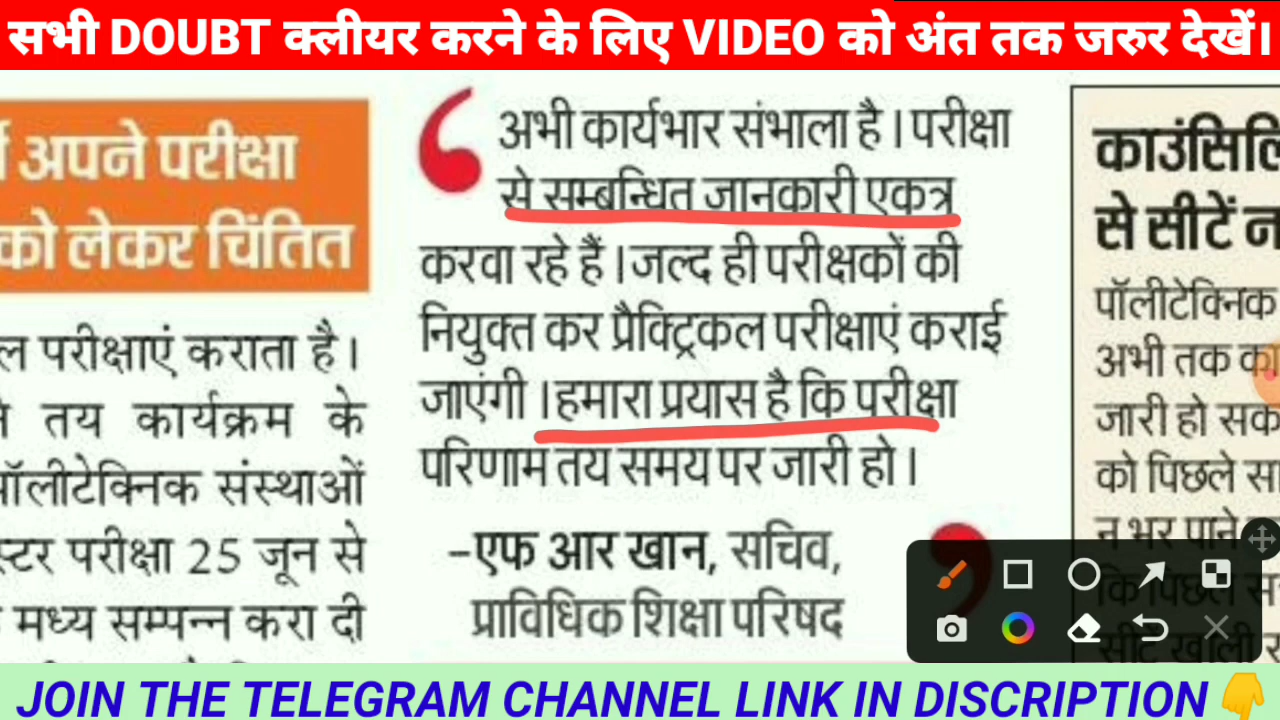 सभी DOUBT क्लीयर करने के लिए VIDEO को अंत तक जरुर देखें।
अपने परीक्षा
को लेकर चिंतित
परीक्षाएं कराता है।
तय कार्यक्रम के
संस्थाओं
परीक्षा 25 जून से
मध्य सम्पन्न करा दी
अभी कार्यभार संभाला है। परीक्षा
से सम्बन्धित जानकारी एकत्र
करवा रहे हैं। जल्द ही परीक्षकों की
नियुक्त कर प्रैक्ट्रिकल परीक्षाएं कराई
जाएंगी। हमारा प्रयास है कि परीक्षा
परिणाम तय समय पर जारी हो।
-एफ आर खान, सचिव,
प्राविधिक शिक्षा परिषद
से सीटें
पॉलीटेक्निक
अभी तक
जारी हो
को पिछले
न भर पाने
कि पिछले
सीटें खाली
JOIN THE TELEGRAM CHANNEL LINK IN DISCRIPTION